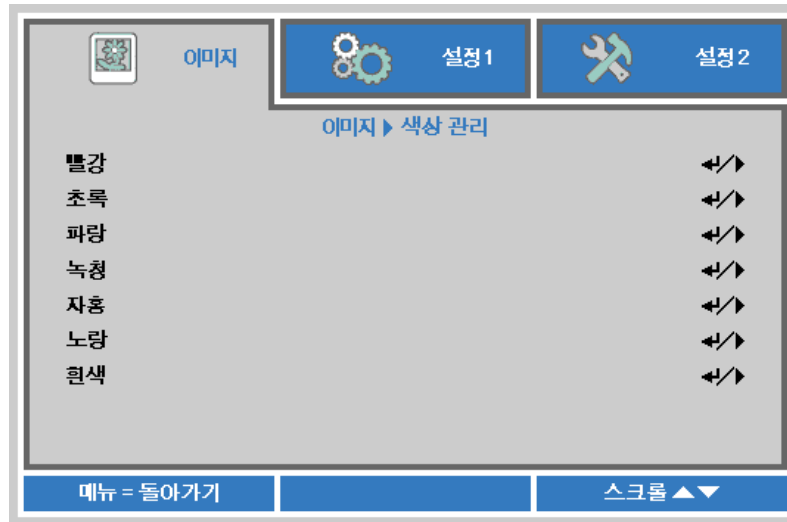 이미지 설정1 설정2
이미지 ▶ 색상 관리
빨강 ↵/▶
초록 ↵/▶
파랑 ↵/▶
녹청 ↵/▶
자홍 ↵/▶
노랑 ↵/▶
흰색 ↵/▶
메뉴 = 돌아가기 스크롤 ▲▼